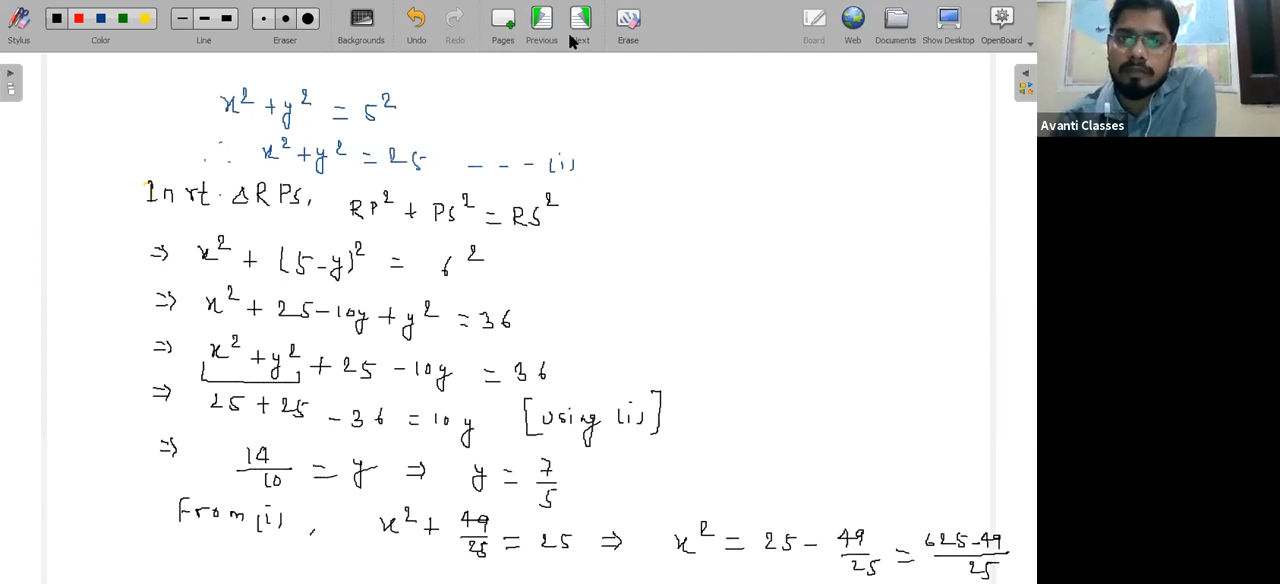 Stylus Color Line Eraser Backgrounds Undo Redo Pages Previous Next Erase Board Web Documents Show Desktop OpenBoard
Avanti Classes
x² + y² = 5²
∴ x² + y² = 25 - - - (i)
In rt. ΔRPS, RP² + PS² = RS²
⇒ x² + (5-y)² = 6²
⇒ x² + 25 - 10y + y² = 36
⇒ x² + y² + 25 - 10y = 36
⇒ 25 + 25 - 36 = 10y [using (i)]
⇒ 14/10 = y ⇒ y = 7/5
From (i), x² + 49/25 = 25 ⇒ x² = 25 - 49/25 = 625-49/25